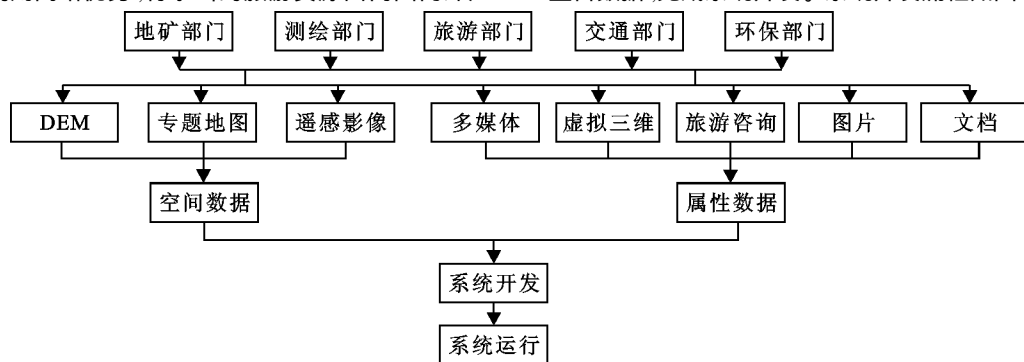 地矿部门 测绘部门 旅游部门 交通部门 环保部门
DEM 专题地图 遥感影像 多媒体 虚拟三维 旅游咨询 图片 文档
空间数据 属性数据
系统开发
系统运行